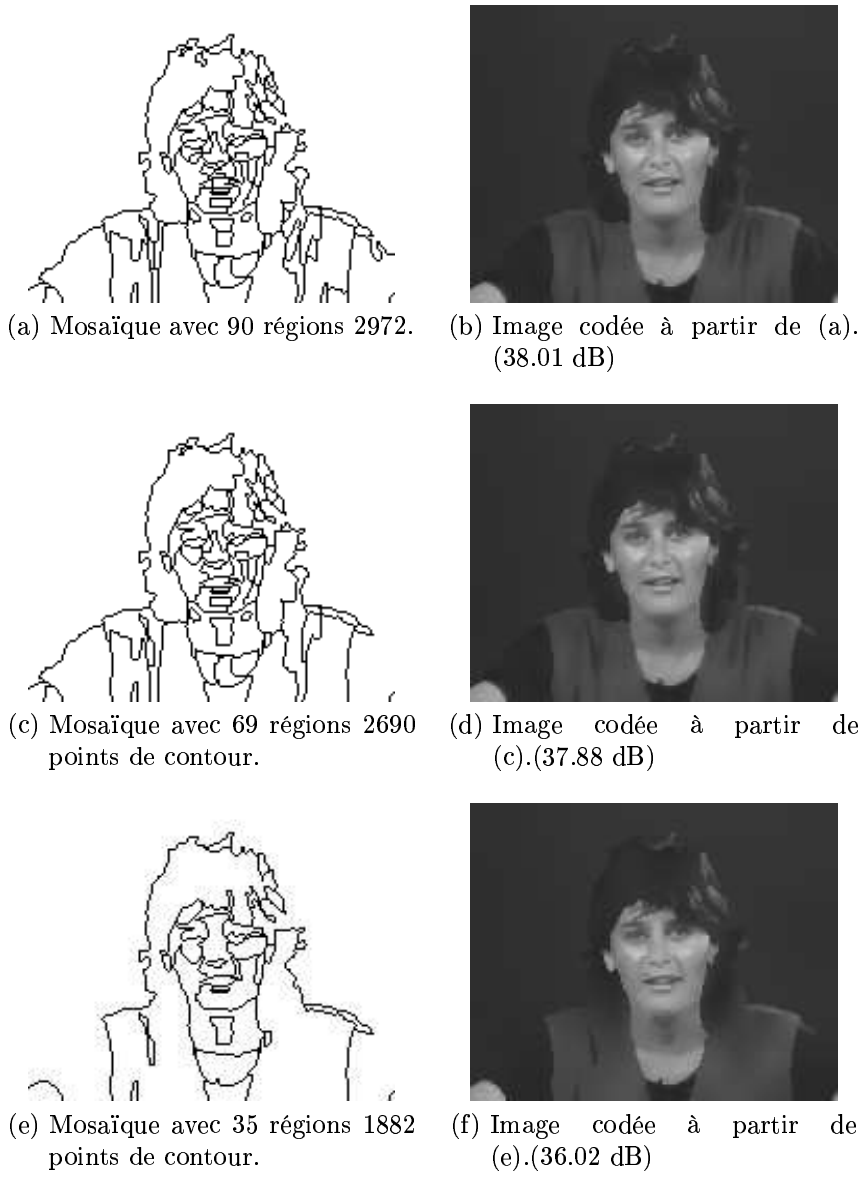 (a) Mosaïque avec 90 régions 2972.
(b) Image codée à partir de (a).
(38.01 dB)
(c) Mosaïque avec 69 régions 2690
points de contour.
(d) Image codée à partir de
(c).(37.88 dB)
(e) Mosaïque avec 35 régions 1882
points de contour.
(f) Image codée à partir de
(e).(36.02 dB)